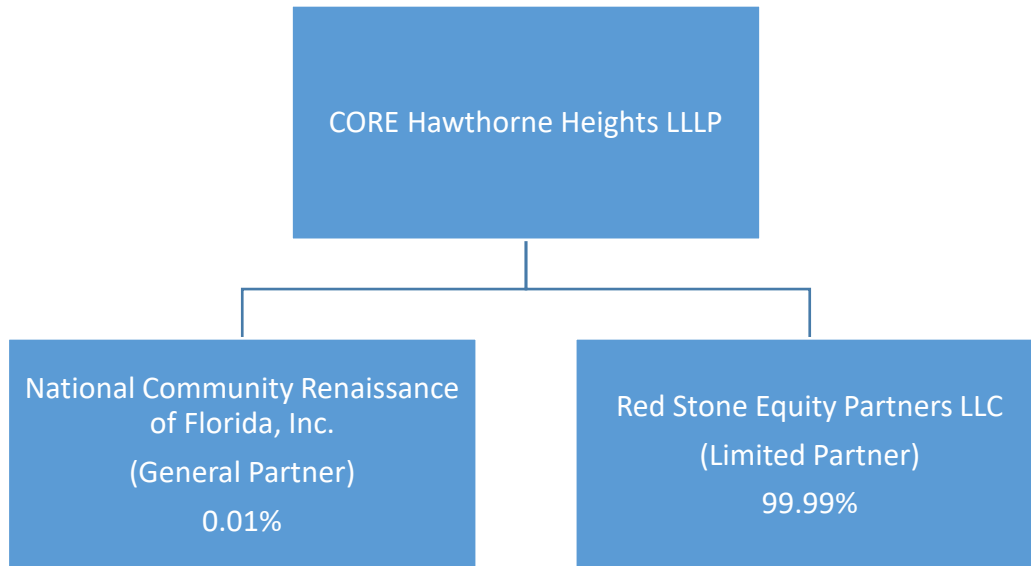 CORE Hawthorne Heights LLLP
National Community Renaissance
of Florida, Inc.
(General Partner)
0.01%
Red Stone Equity Partners LLC
(Limited Partner)
99.99%